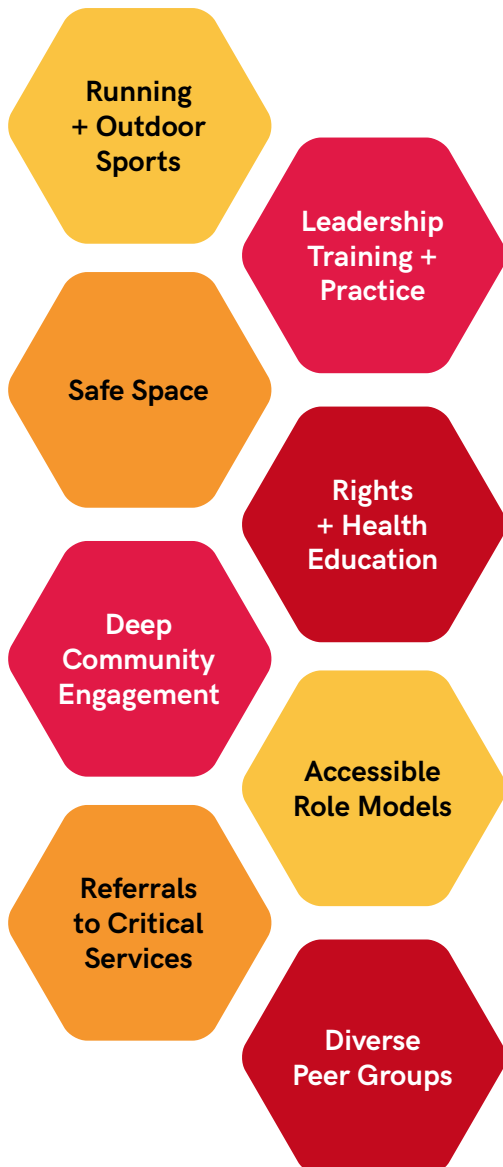 Running
+ Outdoor
Sports
Leadership
Training +
Practice
Safe Space
Rights
+ Health
Education
Deep
Community
Engagement
Accessible
Role Models
Referrals
to Critical
Services
Diverse
Peer Groups